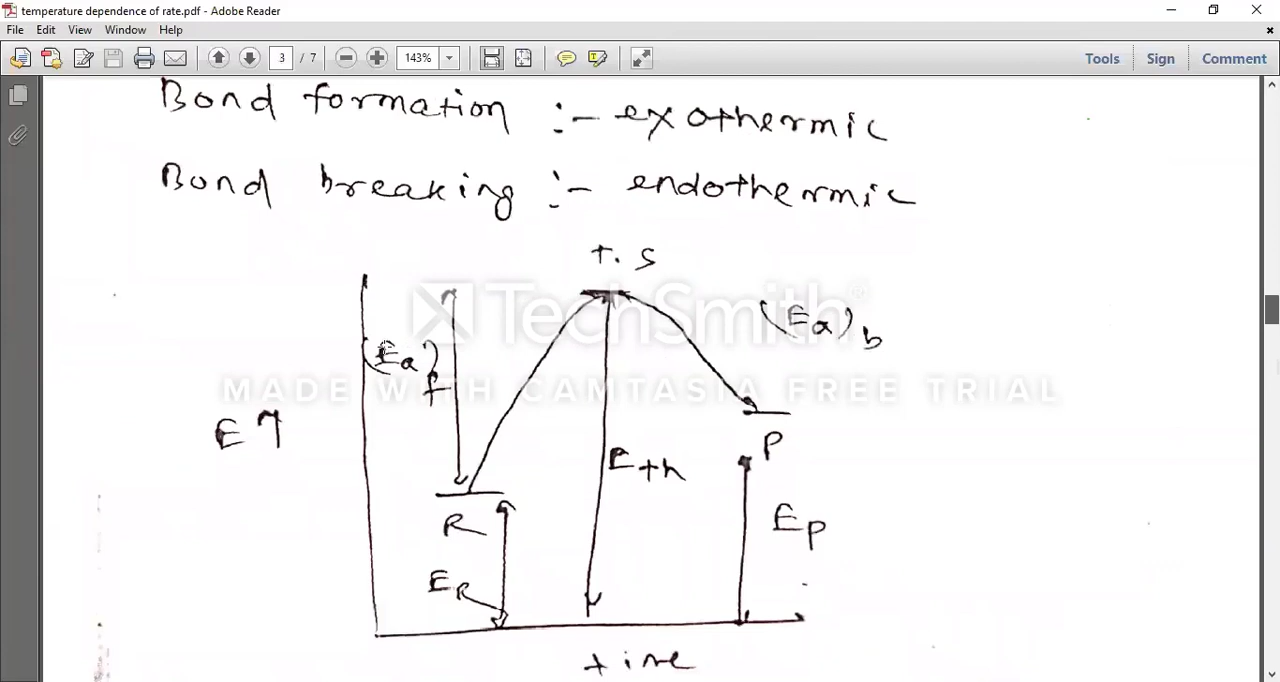 temperature dependence of rate.pdf - Adobe Reader
File Edit View Window Help
3 / 7 143% Tools Sign Comment
Bond formation :- exothermic
Bond breaking :- endothermic
T. S
TechSmith®
(Ea)b
(Ea)f
MADE WITH CAMTASIA FREE TRIAL
E↑
P
Eth
R
EP
ER
time